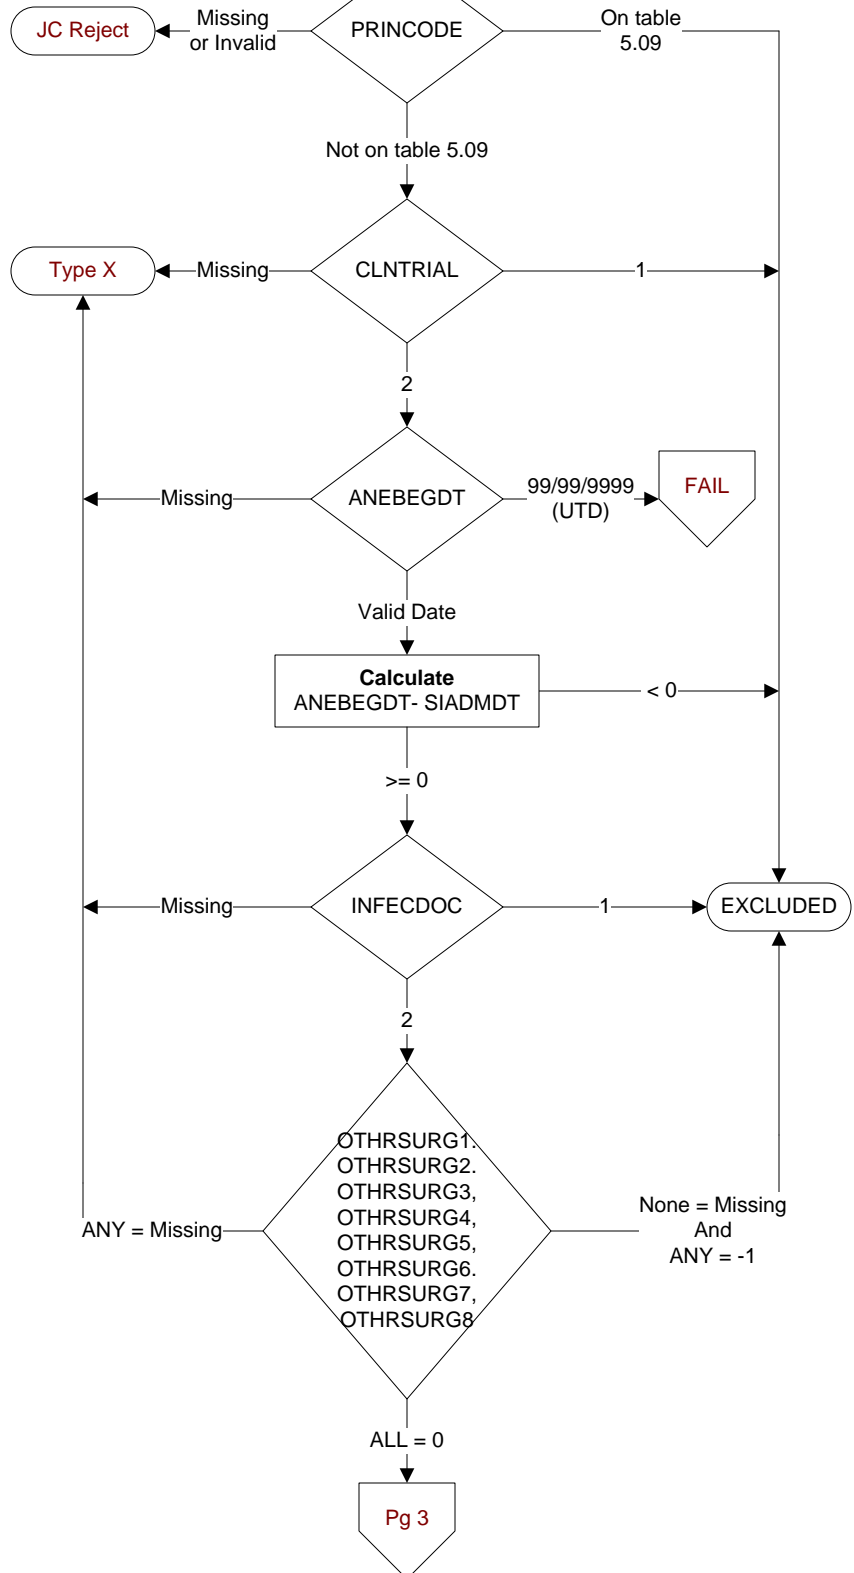 JC Reject
Missing
or Invalid
PRINCODE
On table
5.09
Not on table 5.09
Type X
Missing
CLNTRIAL
1
2
Missing
ANEBEGDT
99/99/9999
(UTD)
FAIL
Valid Date
Calculate
ANEBEGDT- SIADMDT
< 0
>= 0
Missing
INFECDOC
1
EXCLUDED
2
OTHRSURG1.
OTHRSURG2.
OTHRSURG3,
OTHRSURG4,
OTHRSURG5,
OTHRSURG6.
OTHRSURG7,
OTHRSURG8
ANY = Missing
None = Missing
And
ANY = -1
ALL = 0
Pg 3